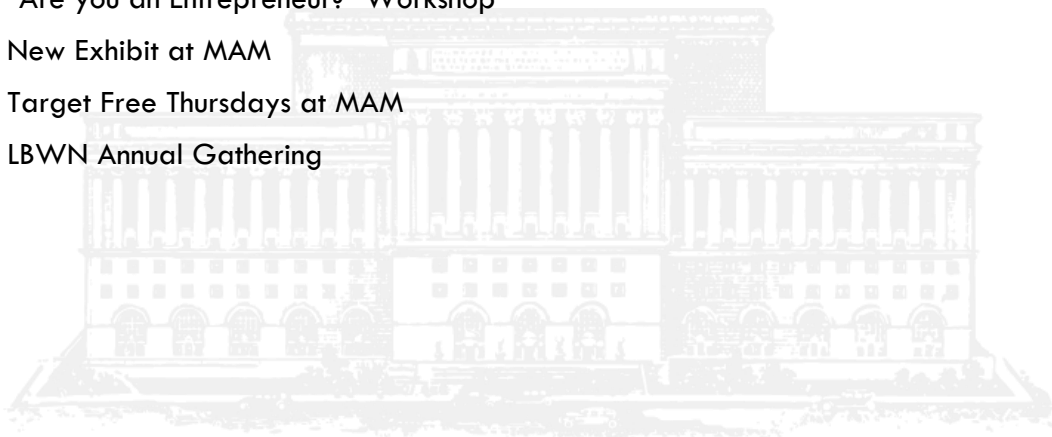 "Are you an Entrepreneur?" Workshop
New Exhibit at MAM
Target Free Thursdays at MAM
LBWN Annual Gathering